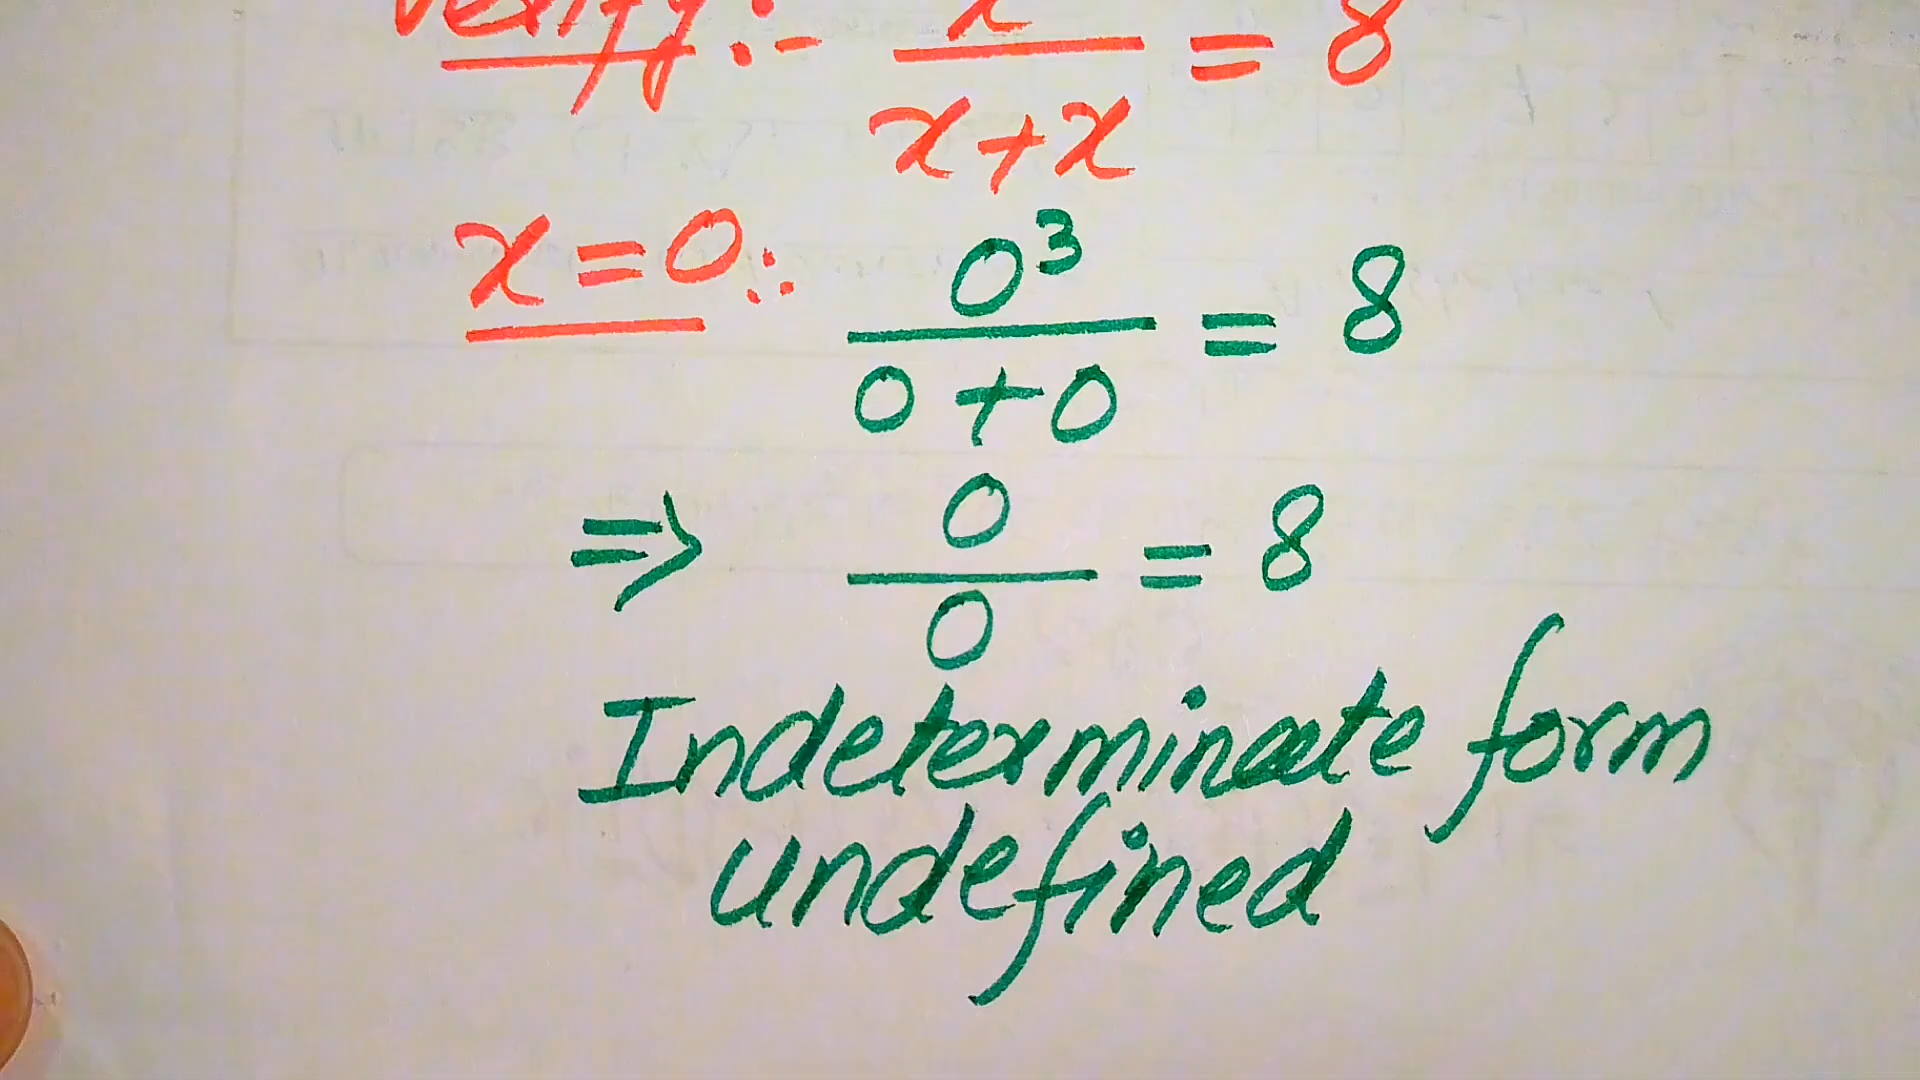 Verify:- x / x+x = 8
x=0: 0³ / 0+0 = 8
=> 0/0 = 8
Indeterminate form
undefined